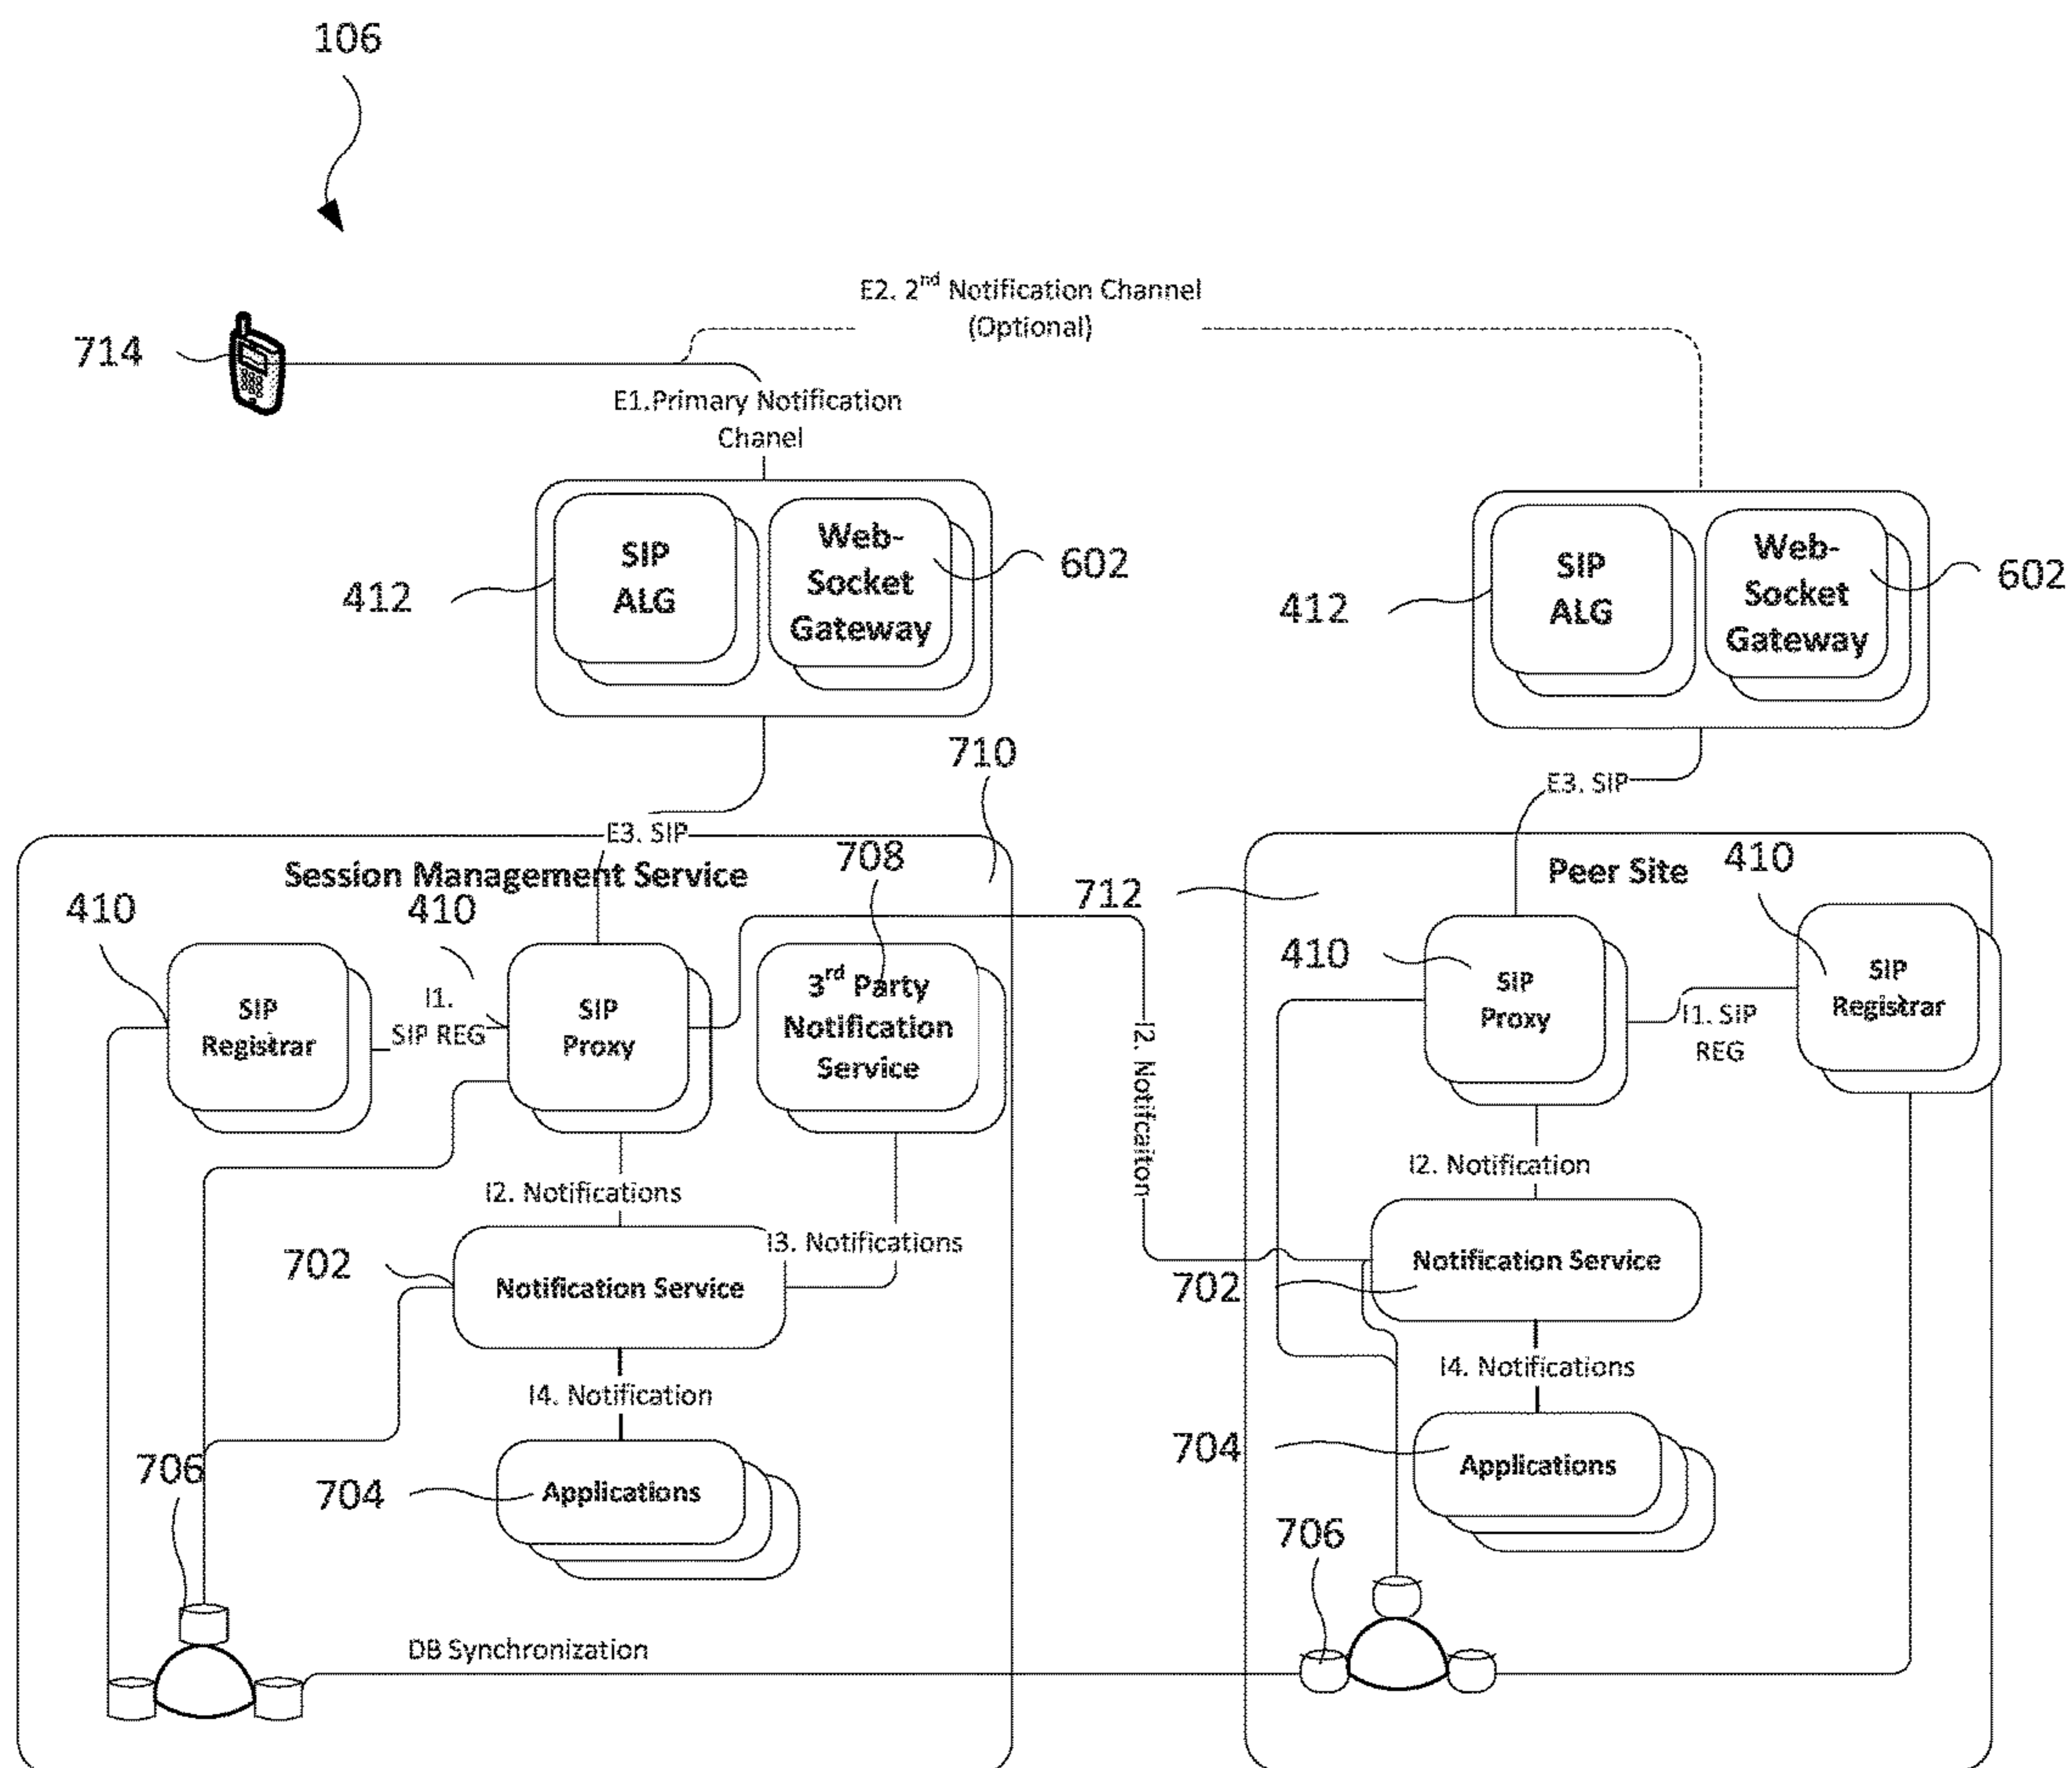 106
E2. 2nd Notification Channel
(Optional)
714
E1.Primary Notification
Chanel
SIP
ALG
Web-
Socket
Gateway
412
602
SIP
ALG
Web-
Socket
Gateway
412
602
710
E3. SIP
E3. SIP
Session Management Service
708
410
410
SIP
Registrar
I1.
SIP REG
SIP
Proxy
3rd Party
Notification
Service
712
I2. Notifcaiton
Peer Site
410
410
SIP
Proxy
I1. SIP
REG
SIP
Registrar
I2. Notifications
I3. Notifications
702
Notification Service
I4. Notification
704
Applications
706
I2. Notification
702
Notification Service
I4. Notifications
704
Applications
706
DB Synchronization